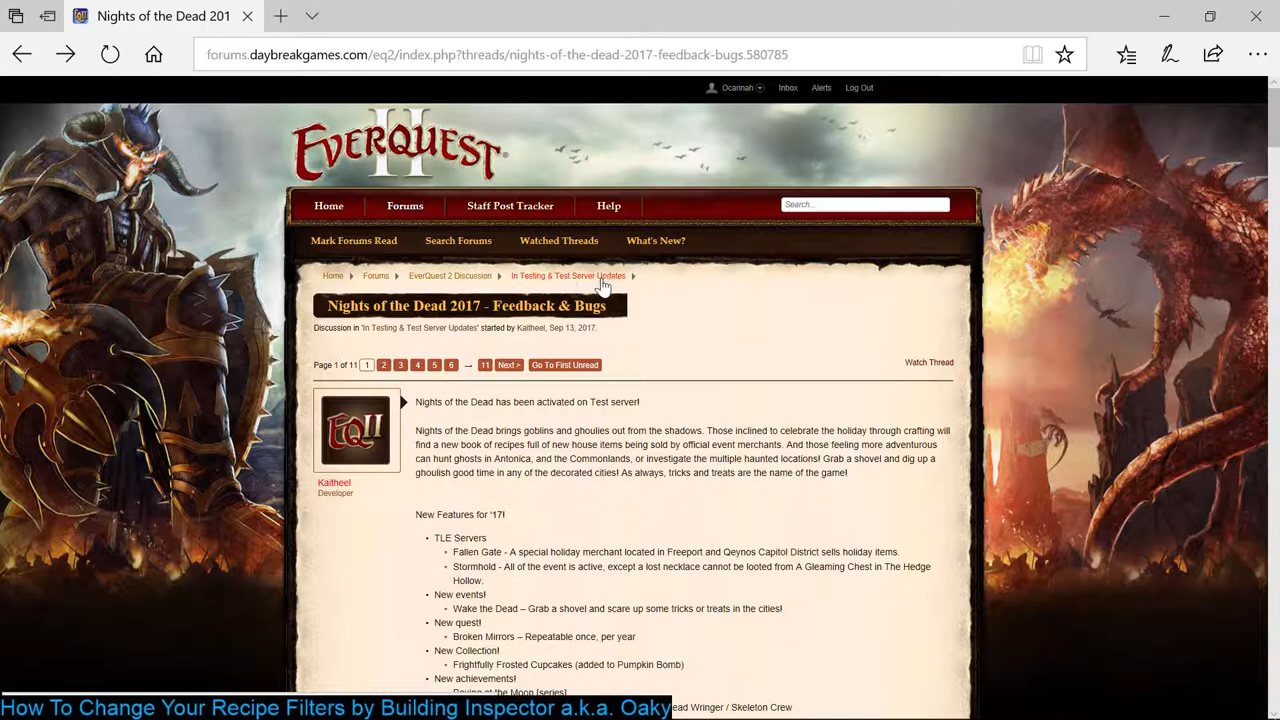 Nights of the Dead 201
forums.daybreakgames.com/eq2/index.php?threads/nights-of-the-dead-2017-feedback-bugs.580785
Ocarinah Inbox Alerts Log Out
EVERQUEST II
Home Forums Staff Post Tracker Help Search...
Mark Forums Read Search Forums Watched Threads What's New?
Home Forums EverQuest 2 Discussion In Testing & Test Server Updates
Nights of the Dead 2017 - Feedback & Bugs
Discussion in 'In Testing & Test Server Updates' started by Kaitheel, Sep 13, 2017.
Page 1 of 11 1 2 3 4 5 6 → 11 Next > Go To First Unread Watch Thread
EQII
Kaitheel
Developer
Nights of the Dead has been activated on Test server!
Nights of the Dead brings goblins and ghoulies out from the shadows. Those inclined to celebrate the holiday through crafting will
find a new book of recipes full of new house items being sold by official event merchants. And those feeling more adventurous
can hunt ghosts in Antonica, and the Commonlands, or investigate the multiple haunted locations! Grab a shovel and dig up a
ghoulish good time in any of the decorated cities! As always, tricks and treats are the name of the game!
New Features for '17!
• TLE Servers
Fallen Gate - A special holiday merchant located in Freeport and Qeynos Capitol District sells holiday items.
Stormhold - All of the event is active, except a lost necklace cannot be looted from A Gleaming Chest in The Hedge
Hollow.
• New events!
Wake the Dead – Grab a shovel and scare up some tricks or treats in the cities!
• New quest!
Broken Mirrors – Repeatable once, per year
• New Collection!
Frightfully Frosted Cupcakes (added to Pumpkin Bomb)
• New achievements!
at the Moon [series]
ead Wringer / Skeleton Crew
How To Change Your Recipe Filters by Building Inspector a.k.a. Oaky